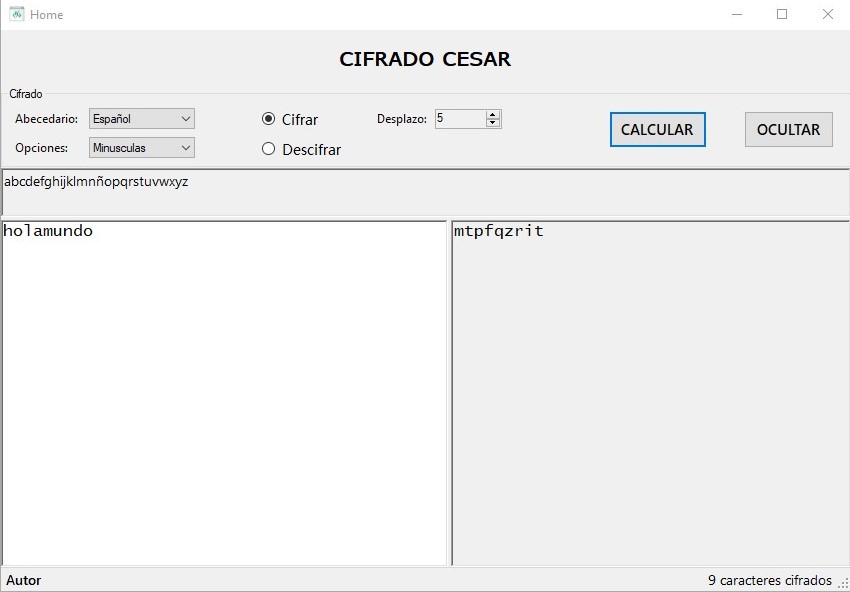 Home
CIFRADO CESAR
Cifrado
Abecedario: Español Cifrar Desplazo: 5 CALCULAR OCULTAR
Opciones: Minusculas Descifrar
abcdefghijklmnñopqrstuvwxyz
holamundo mtpfqzrit
Autor 9 caracteres cifrados